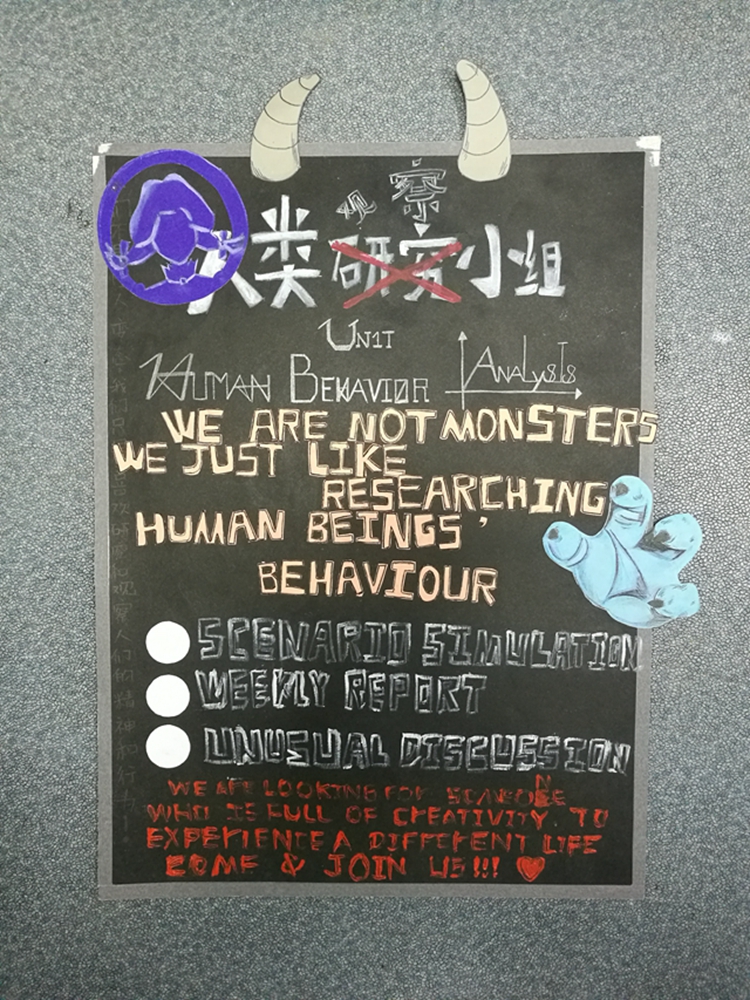 观察
人类研究小组
UNIT
HUMAN BEHAVIOR ANALYSIS
WE ARE NOT MONSTERS
WE JUST LIKE
RESEARCHING
HUMAN BEINGS'
BEHAVIOUR
SCENARIO SIMULATION
WEEKLY REPORT
UNUSUAL DISCUSSION
WE ARE LOOKING FOR SOMEONE
WHO IS FULL OF CREATIVITY. TO
EXPERIENCE A DIFFERENT LIFE
COME & JOIN US!!!